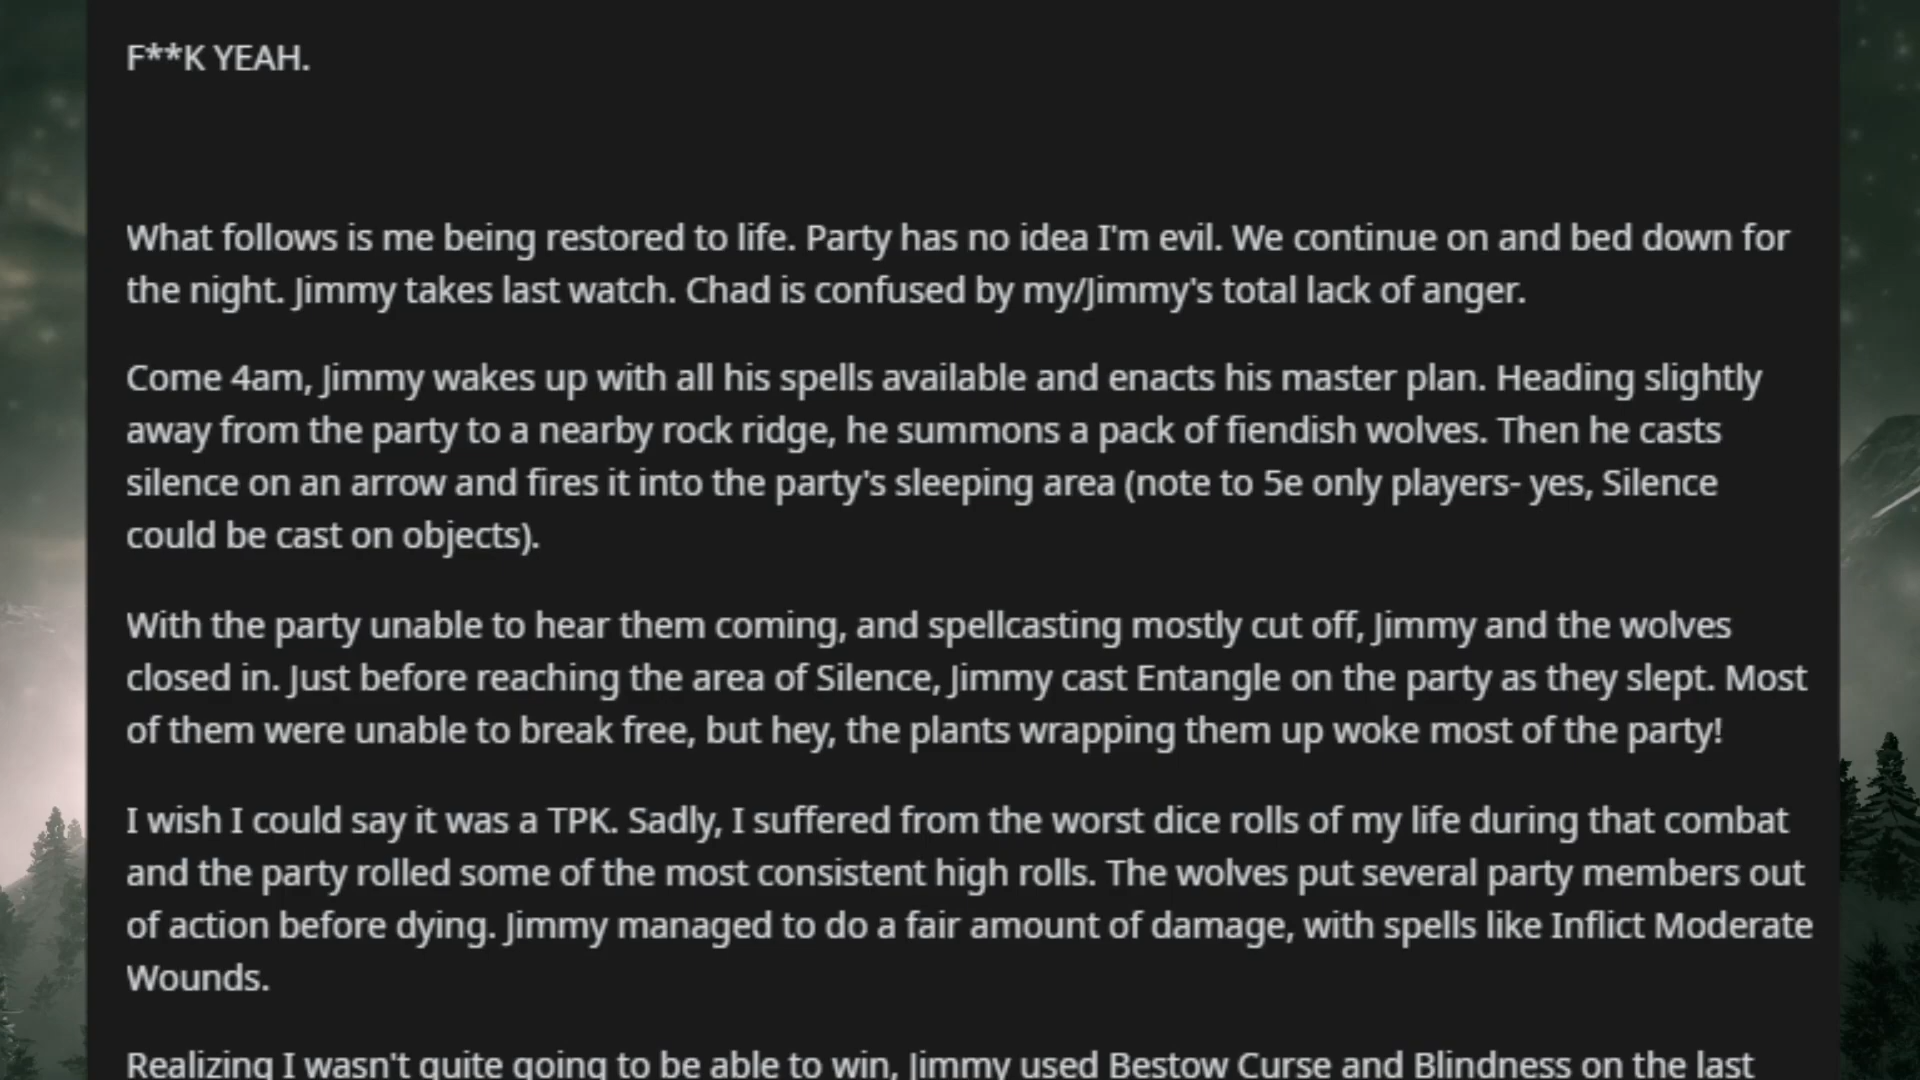 F**K YEAH.
What follows is me being restored to life. Party has no idea I'm evil. We continue on and bed down for
the night. Jimmy takes last watch. Chad is confused by my/Jimmy's total lack of anger.
Come 4am, Jimmy wakes up with all his spells available and enacts his master plan. Heading slightly
away from the party to a nearby rock ridge, he summons a pack of fiendish wolves. Then he casts
silence on an arrow and fires it into the party's sleeping area (note to 5e only players- yes, Silence
could be cast on objects).
With the party unable to hear them coming, and spellcasting mostly cut off, Jimmy and the wolves
closed in. Just before reaching the area of Silence, Jimmy cast Entangle on the party as they slept. Most
of them were unable to break free, but hey, the plants wrapping them up woke most of the party!
I wish I could say it was a TPK. Sadly, I suffered from the worst dice rolls of my life during that combat
and the party rolled some of the most consistent high rolls. The wolves put several party members out
of action before dying. Jimmy managed to do a fair amount of damage, with spells like Inflict Moderate
Wounds.
Realizing I wasn't quite going to be able to win, Jimmy used Bestow Curse and Blindness on the last